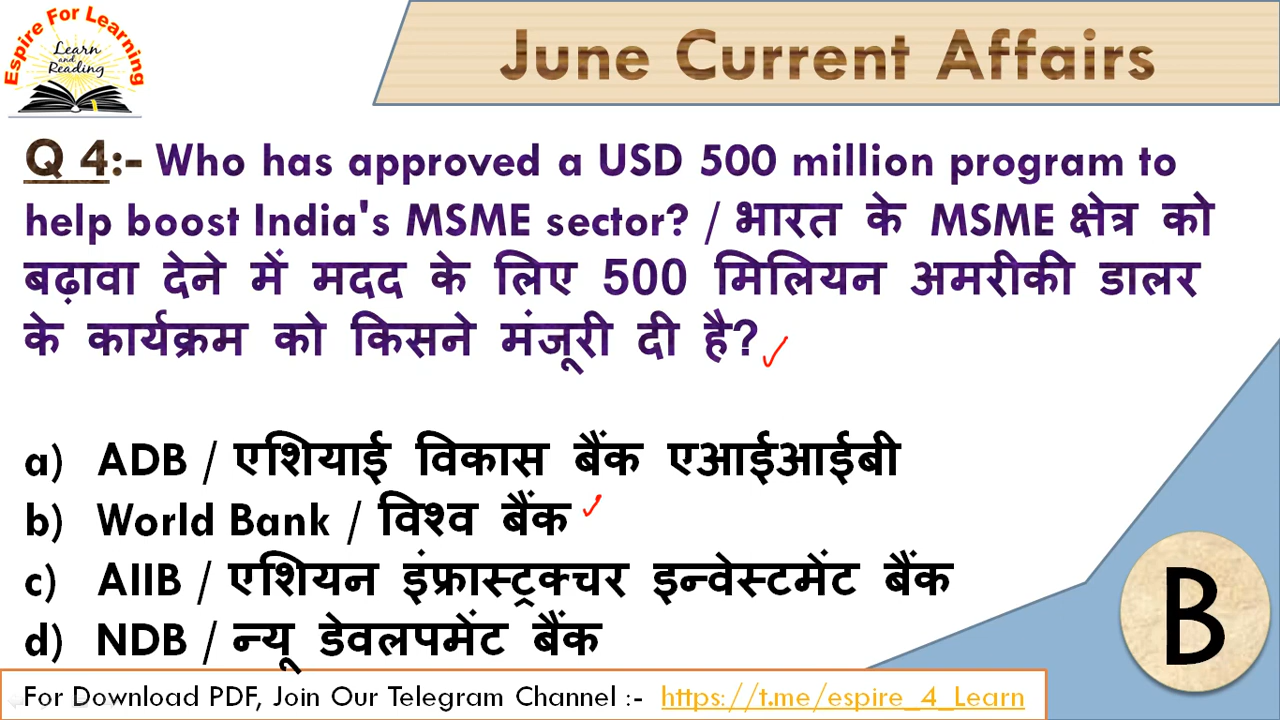 Espire For Learning
Learn
and
Reading
June Current Affairs
Q 4:- Who has approved a USD 500 million program to
help boost India's MSME sector? / भारत के MSME क्षेत्र को
बढ़ावा देने में मदद के लिए 500 मिलियन अमरीकी डालर
के कार्यक्रम को किसने मंजूरी दी है?
a) ADB / एशियाई विकास बैंक एआईआईबी
b) World Bank / विश्व बैंक
c) AIIB / एशियन इंफ्रास्ट्रक्चर इन्वेस्टमेंट बैंक
d) NDB / न्यू डेवलपमेंट बैंक
B
For Download PDF, Join Our Telegram Channel :- https://t.me/espire_4_Learn